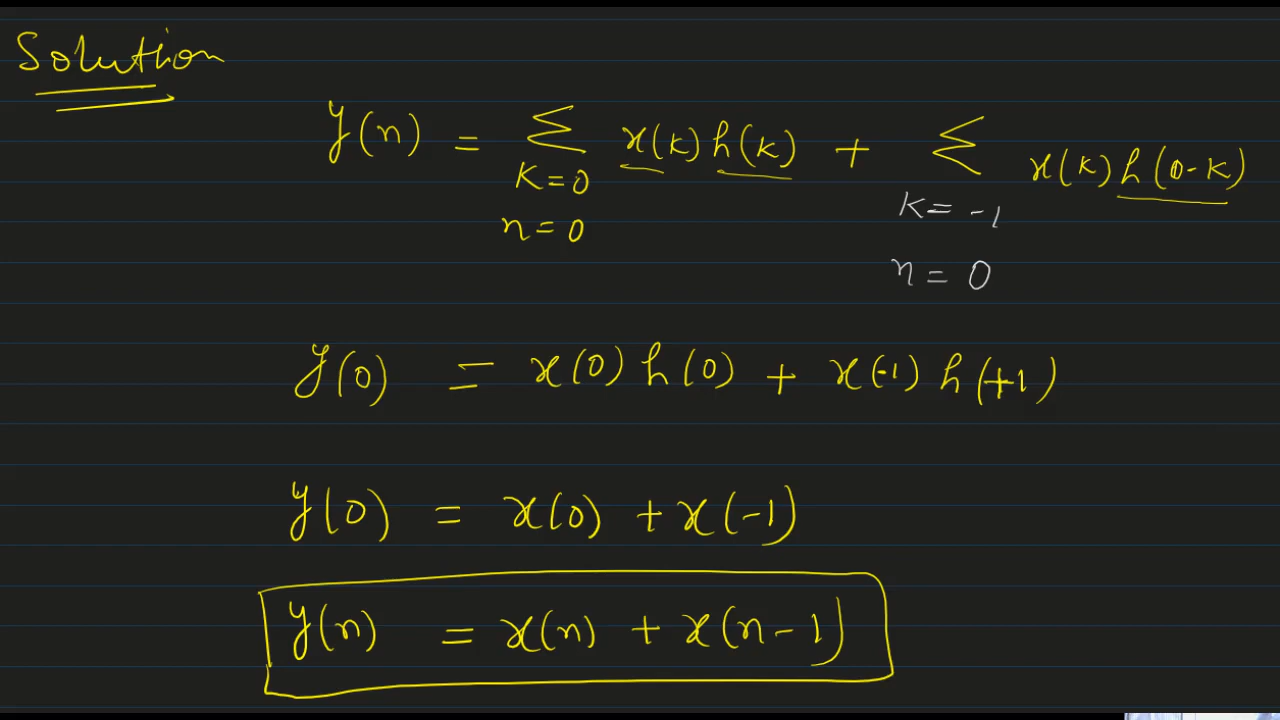 Solution
y(n) = Σ x(k) h(k) + Σ x(k) h(0-k)
k=0 k= -1
n=0 n= 0
y(0) = x(0) h(0) + x(-1) h(+1)
y(0) = x(0) + x(-1)
y(n) = x(n) + x(n-1)